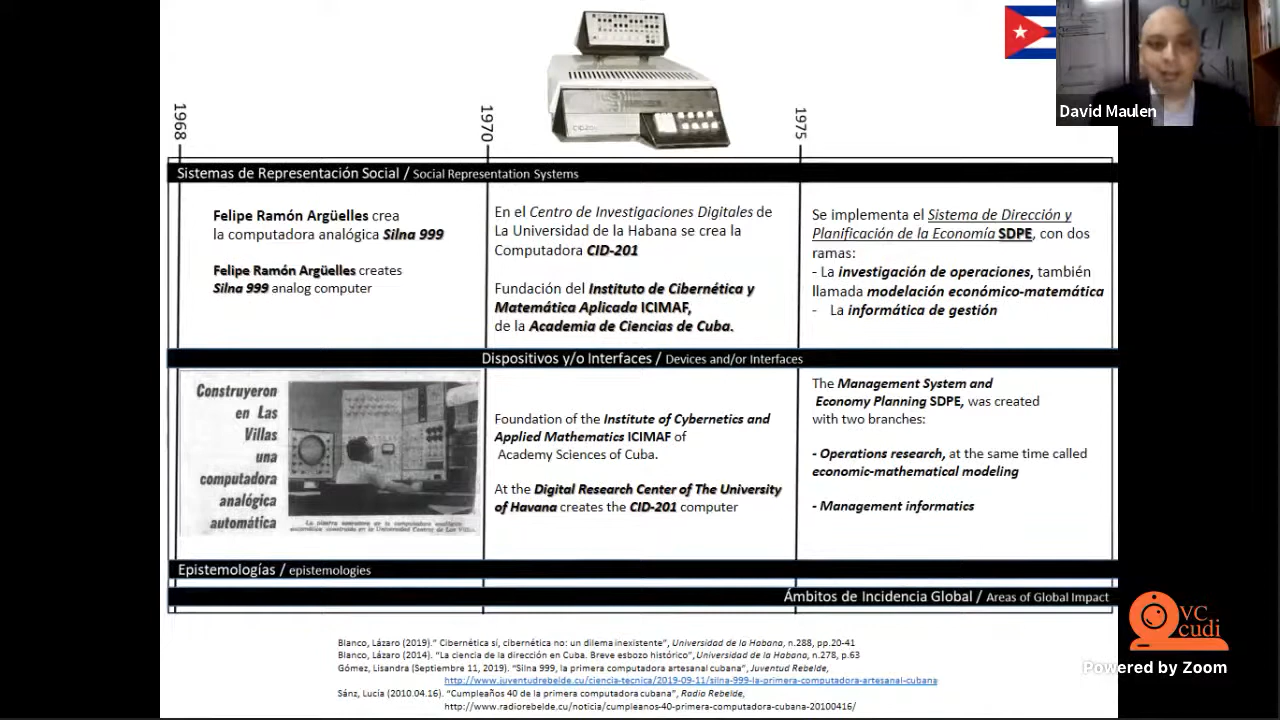 David Maulen
1968
1970
1975
CID 201
Sistemas de Representación Social / Social Representation Systems
Felipe Ramón Argüelles crea
la computadora analógica Silna 999
Felipe Ramón Argüelles creates
Silna 999 analog computer
En el Centro de Investigaciones Digitales de
La Universidad de la Habana se crea la
Computadora CID-201
Fundación del Instituto de Cibernética y
Matemática Aplicada ICIMAF,
de la Academia de Ciencias de Cuba.
Se implementa el Sistema de Dirección y
Planificación de la Economía SDPE, con dos
ramas:
- La investigación de operaciones, también
llamada modelación económico-matemática
- La informática de gestión
Dispositivos y/o Interfaces / Devices and/or Interfaces
Construyeron
en Las
Villas
una
computadora
analógica
automática
Foundation of the Institute of Cybernetics and
Applied Mathematics ICIMAF of
Academy Sciences of Cuba.
At the Digital Research Center of The University
of Havana creates the CID-201 computer
The Management System and
Economy Planning SDPE, was created
with two branches:
- Operations research, at the same time called
economic-mathematical modeling
- Management informatics
Epistemologías / epistemologies
Ámbitos de Incidencia Global / Areas of Global Impact
Blanco, Lázaro (2019)." Cibernética sí, cibernética no: un dilema inexistente", Universidad de la Habana, n.288, pp.20-41
Blanco, Lázaro (2014). "La ciencia de la dirección en Cuba. Breve esbozo histórico",Universidad de la Habana, n.278, p.63
Gómez, Lisandra (Septiembre 11, 2019). "Silna 999, la primera computadora artesanal cubana", Juventud Rebelde,
http://www.juventudrebelde.cu/ciencia-tecnica/2019-09-11/silna-999-la-primera-computadora-artesanal-cubana
Sánz, Lucía (2010.04.16). "Cumpleaños 40 de la primera computadora cubana", Radio Rebelde,
http://www.radiorebelde.cu/noticia/cumpleanos-40-primera-computadora-cubana-20100416/
VC
cudi
Powered by Zoom